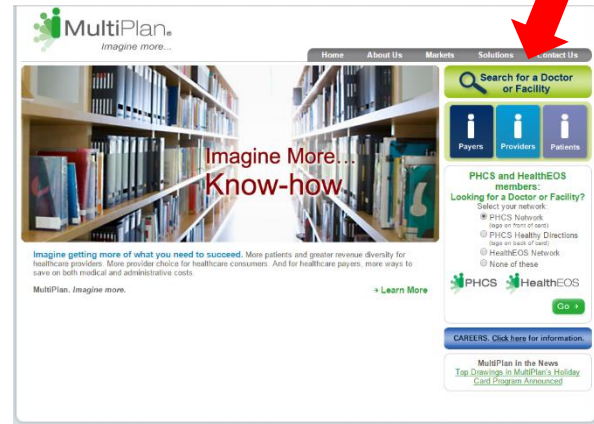 MultiPlan®
Imagine more...
Home About Us Markets Solutions Contact Us
Imagine More...
Know-how
Imagine getting more of what you need to succeed. More patients and greater revenue diversity for
healthcare providers. More provider choice for healthcare consumers. And for healthcare payers, more ways to
save on both medical and administrative costs.
MultiPlan. Imagine more.
Learn More
Search for a Doctor
or Facility
Payers Providers Patients
PHCS and HealthEOS
members:
Looking for a Doctor or Facility?
Select your network:
PHCS Network
(logo on front of card)
PHCS Healthy Directions
(logo on back of card)
HealthEOS Network
None of these
PHCS HealthEOS
Go
CAREERS. Click here for information.
MultiPlan in the News
Top Drawings in MultiPlan's Holiday
Card Program Announced